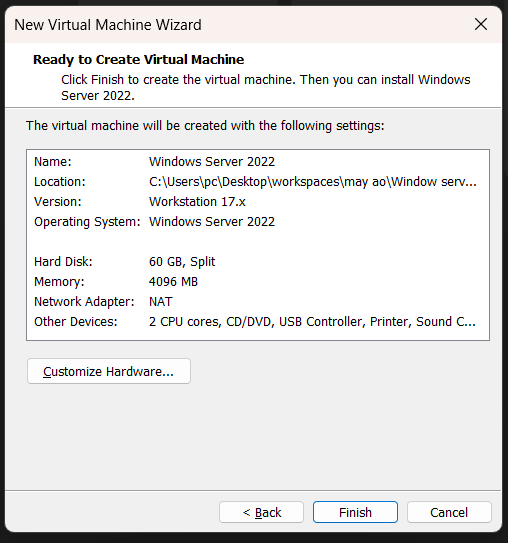 New Virtual Machine Wizard
Ready to Create Virtual Machine
Click Finish to create the virtual machine. Then you can install Windows
Server 2022.
The virtual machine will be created with the following settings:
Name: Windows Server 2022
Location: C:\Users\pc\Desktop\workspaces\may ao\Window serv...
Version: Workstation 17.x
Operating System: Windows Server 2022
Hard Disk: 60 GB, Split
Memory: 4096 MB
Network Adapter: NAT
Other Devices: 2 CPU cores, CD/DVD, USB Controller, Printer, Sound C...
Customize Hardware...
< Back Finish Cancel